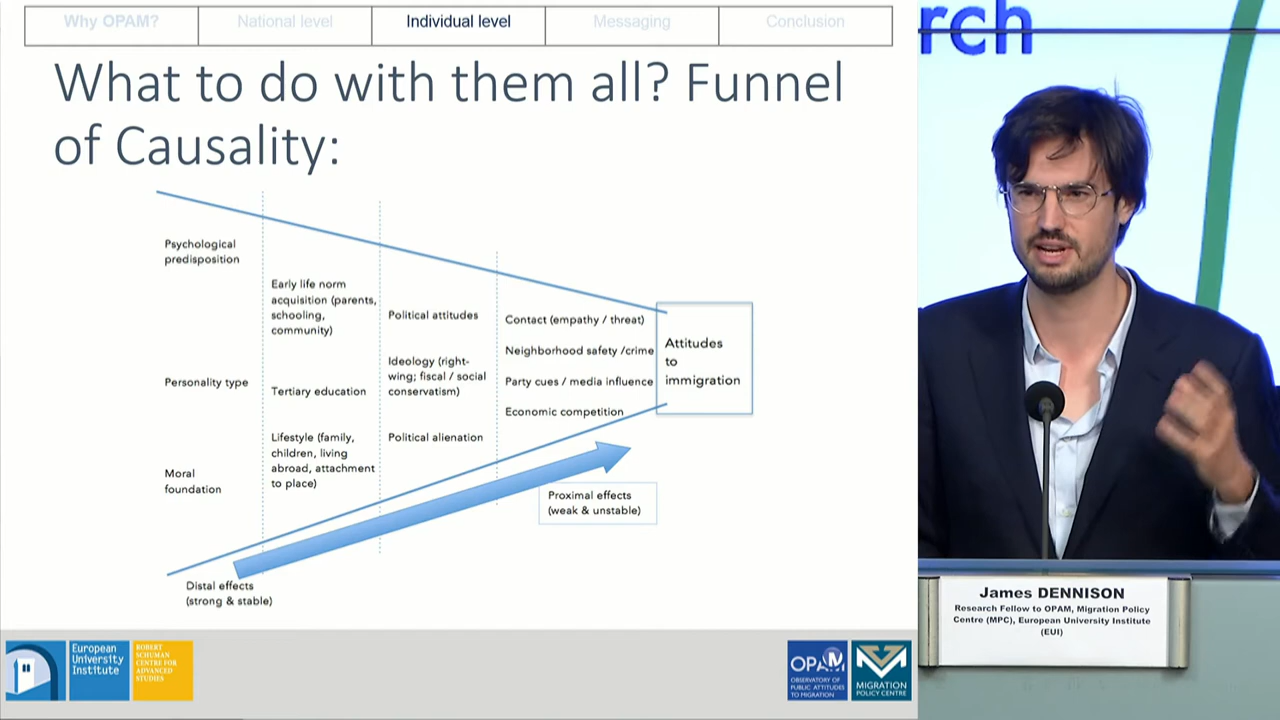 Why OPAM?
National level
Individual level
Messaging
Conclusion
What to do with them all? Funnel
of Causality:
Psychological
predisposition
Personality type
Moral
foundation
Early life norm
acquisition (parents,
schooling,
community)
Tertiary education
Lifestyle (family,
children, living
abroad, attachment
to place)
Political attitudes
Ideology (right-
wing; fiscal / social
conservatism)
Political alienation
Contact (empathy / threat)
Neighborhood safety /crime
Party cues / media influence
Economic competition
Attitudes
to
immigration
Proximal effects
(weak & unstable)
Distal effects
(strong & stable)
European
University
Institute
ROBERT
SCHUMAN
CENTRE FOR
ADVANCED
STUDIES
OPAM
OBSERVATORY OF
PUBLIC ATTITUDES
TO MIGRATION
MIGRATION
POLICY CENTRE
rch
James DENNISON
Research Fellow to OPAM, Migration Policy
Centre (MPC), European University Institute
(EUI)